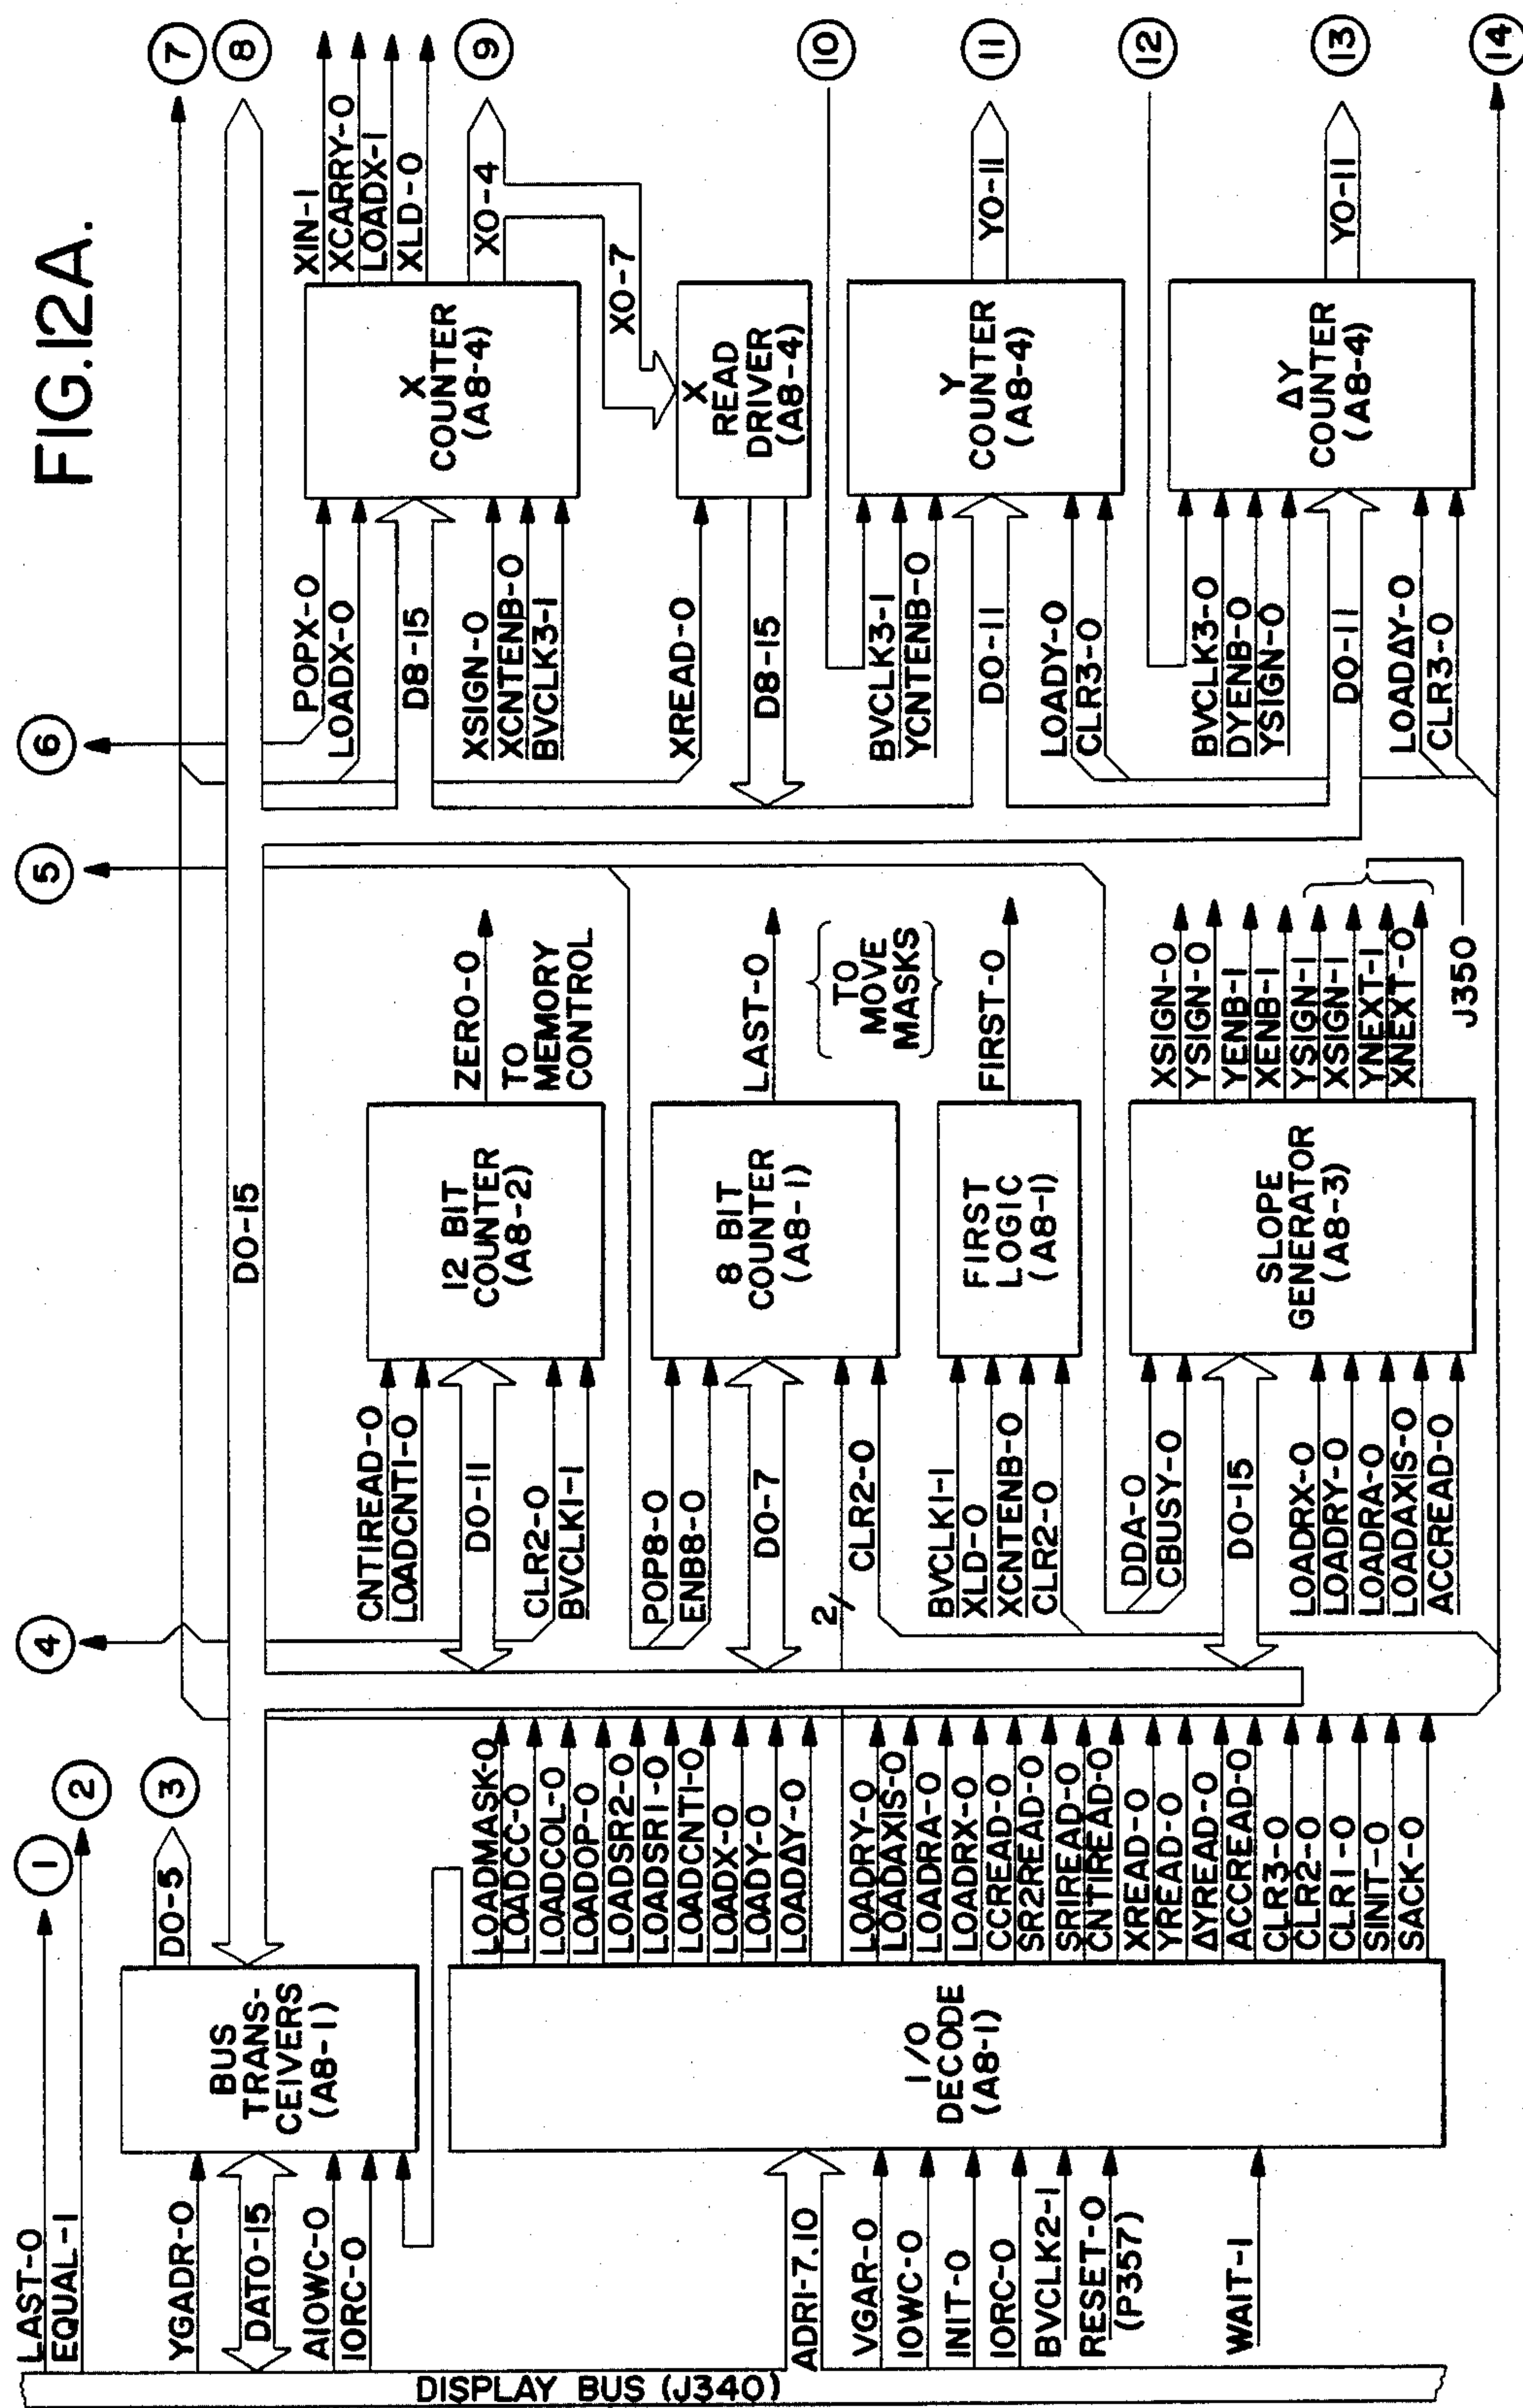 FIG.12A.
LAST-0
EQUAL-1
1
2
3
4
5
6
7
8
9
10
11
12
13
14
DISPLAY BUS (J340)
YGADR-0
DAT0-15
AIOWC-0
IORC-0
BUS
TRANS-
CEIVERS
(A8-1)
D0-5
D0-15
ADR1-7,10
VGAR-0
IOWC-0
INIT-0
IORC-0
BVCLK2-1
RESET-0
(P357)
WAIT-1
I/O
DECODE
(A8-1)
LOADMASK-0
LOADCC-0
LOADCOL-0
LOADOP-0
LOADSR2-0
LOADSR1-0
LOADCNT1-0
LOADX-0
LOADY-0
LOADΔY-0
LOADRY-0
LOADAXIS-0
LOADRA-0
LOADRX-0
CCREAD-0
SR2READ-0
SR1READ-0
CNT1READ-0
XREAD-0
YREAD-0
ΔYREAD-0
ACCREAD-0
CLR3-0
CLR2-0
CLR1-0
SINIT-0
SACK-0
CNT1READ-0
LOADCNT1-0
D0-11
CLR2-0
BVCLK1-1
12 BIT
COUNTER
(A8-2)
ZERO-0
TO
MEMORY
CONTROL
POP8-0
ENB8-0
D0-7
2/
CLR2-0
8 BIT
COUNTER
(A8-1)
LAST-0
TO
MOVE
MASKS
BVCLK1-1
XLD-0
XCNTENB-0
CLR2-0
FIRST
LOGIC
(A8-1)
FIRST-0
DDA-0
CBUSY-0
D0-15
LOADRX-0
LOADRY-0
LOADRA-0
LOADAXIS-0
ACCREAD-0
SLOPE
GENERATOR
(A8-3)
XSIGN-0
YSIGN-0
YENB-1
XENB-1
YSIGN-1
XSIGN-1
YNEXT-1
XNEXT-0
J350
POPX-0
LOADX-0
D8-15
XSIGN-0
XCNTENB-0
BVCLK3-1
X
COUNTER
(A8-4)
XIN-1
XCARRY-0
LOADX-1
XLD-0
X0-4
X0-7
XREAD-0
D8-15
X
READ
DRIVER
(A8-4)
BVCLK3-1
YCNTENB-0
D0-11
LOADY-0
CLR3-0
Y
COUNTER
(A8-4)
Y0-11
BVCLK3-0
DYENB-0
YSIGN-0
D0-11
LOADΔY-0
CLR3-0
ΔY
COUNTER
(A8-4)
Y0-11